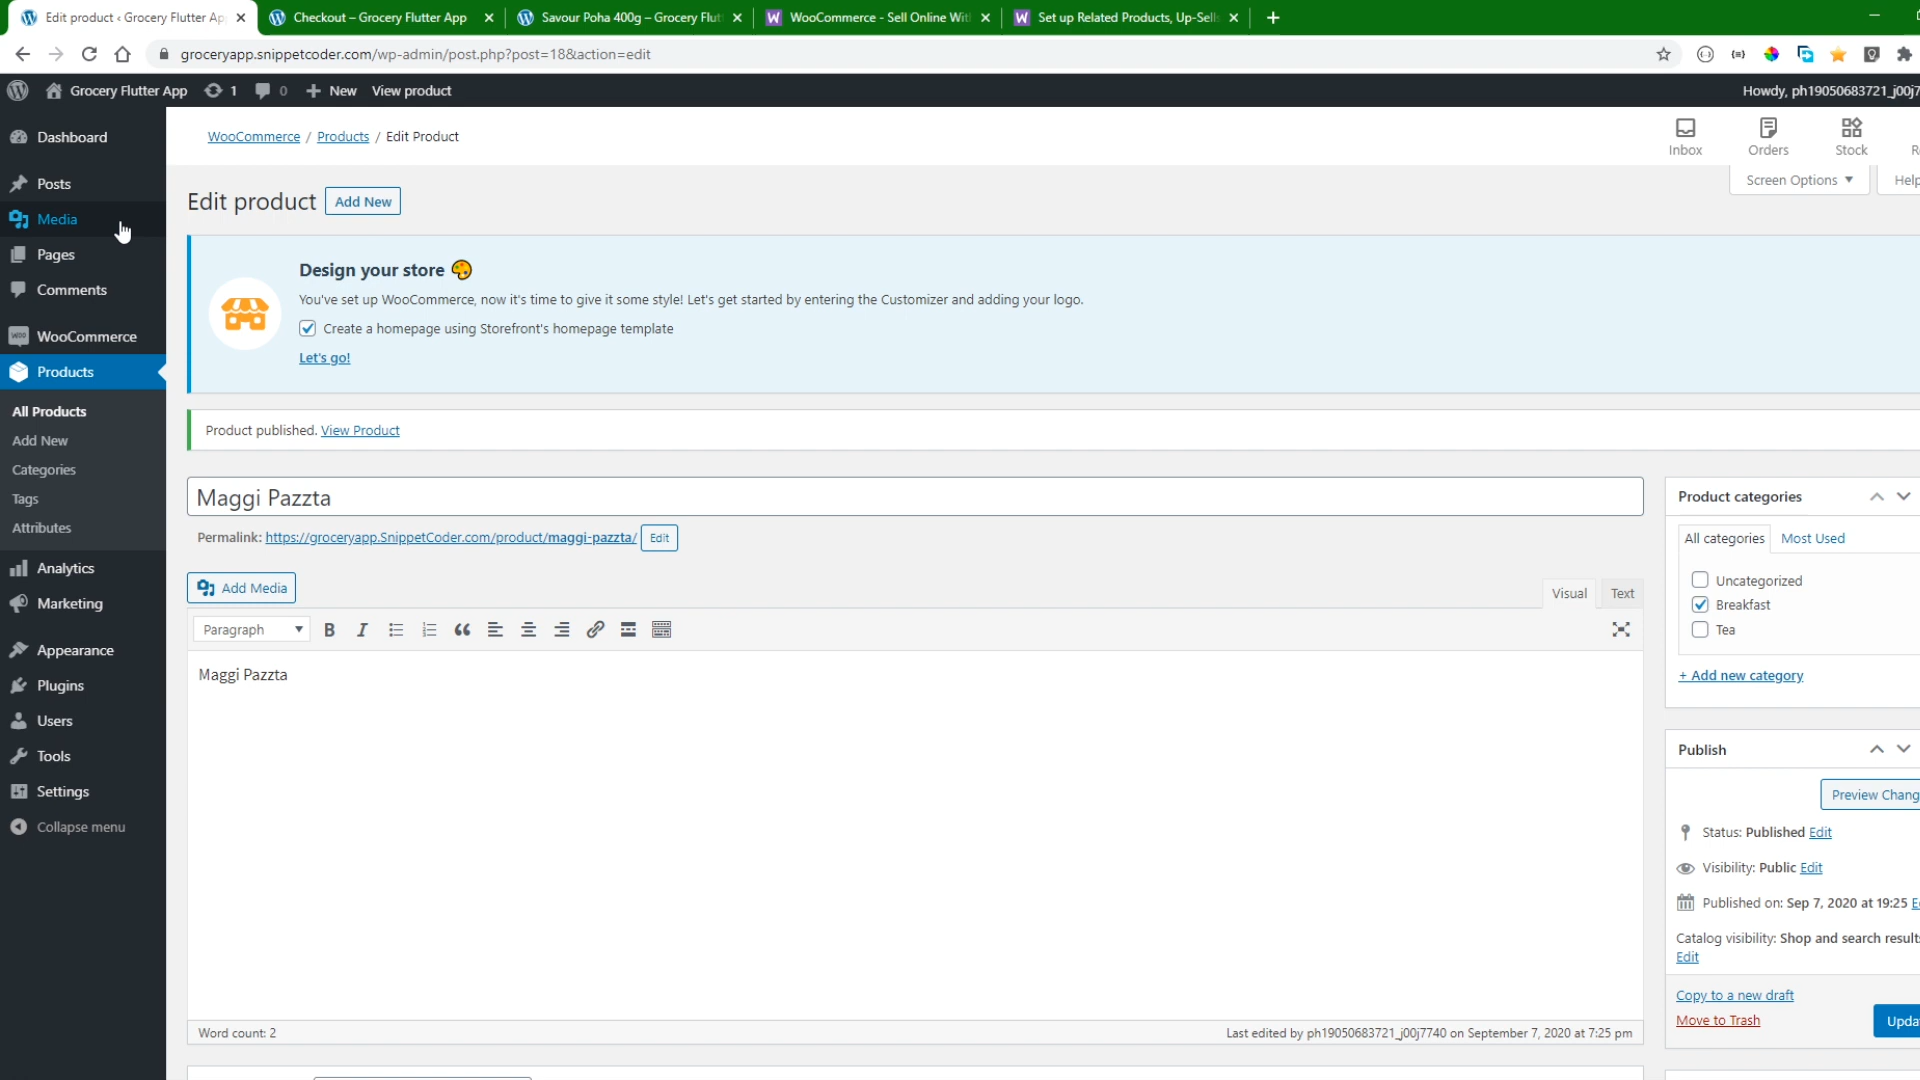 Edit product ‹ Grocery Flutter Ap
Checkout – Grocery Flutter App
Savour Poha 400g – Grocery Flut
WooCommerce - Sell Online Wit
Set up Related Products, Up-Sell
groceryapp.snippetcoder.com/wp-admin/post.php?post=18&action=edit
Grocery Flutter App
1
0
New
View product
Howdy, ph19050683721_j00j7
Dashboard
Posts
Media
Pages
Comments
WooCommerce
Products
All Products
Add New
Categories
Tags
Attributes
Analytics
Marketing
Appearance
Plugins
Users
Tools
Settings
Collapse menu
WooCommerce / Products / Edit Product
Inbox
Orders
Stock
R
Screen Options
Help
Edit product
Add New
Design your store
You've set up WooCommerce, now it's time to give it some style! Let's get started by entering the Customizer and adding your logo.
Create a homepage using Storefront's homepage template
Let's go!
Product published. View Product
Maggi Pazzta
Permalink: https://groceryapp.SnippetCoder.com/product/maggi-pazzta/ Edit
Add Media
Visual
Text
Paragraph
B
I
Maggi Pazzta
Word count: 2
Last edited by ph19050683721_j00j7740 on September 7, 2020 at 7:25 pm
Product categories
All categories
Most Used
Uncategorized
Breakfast
Tea
+ Add new category
Publish
Preview Chang
Status: Published Edit
Visibility: Public Edit
Published on: Sep 7, 2020 at 19:25 E
Catalog visibility: Shop and search results
Edit
Copy to a new draft
Move to Trash
Upda